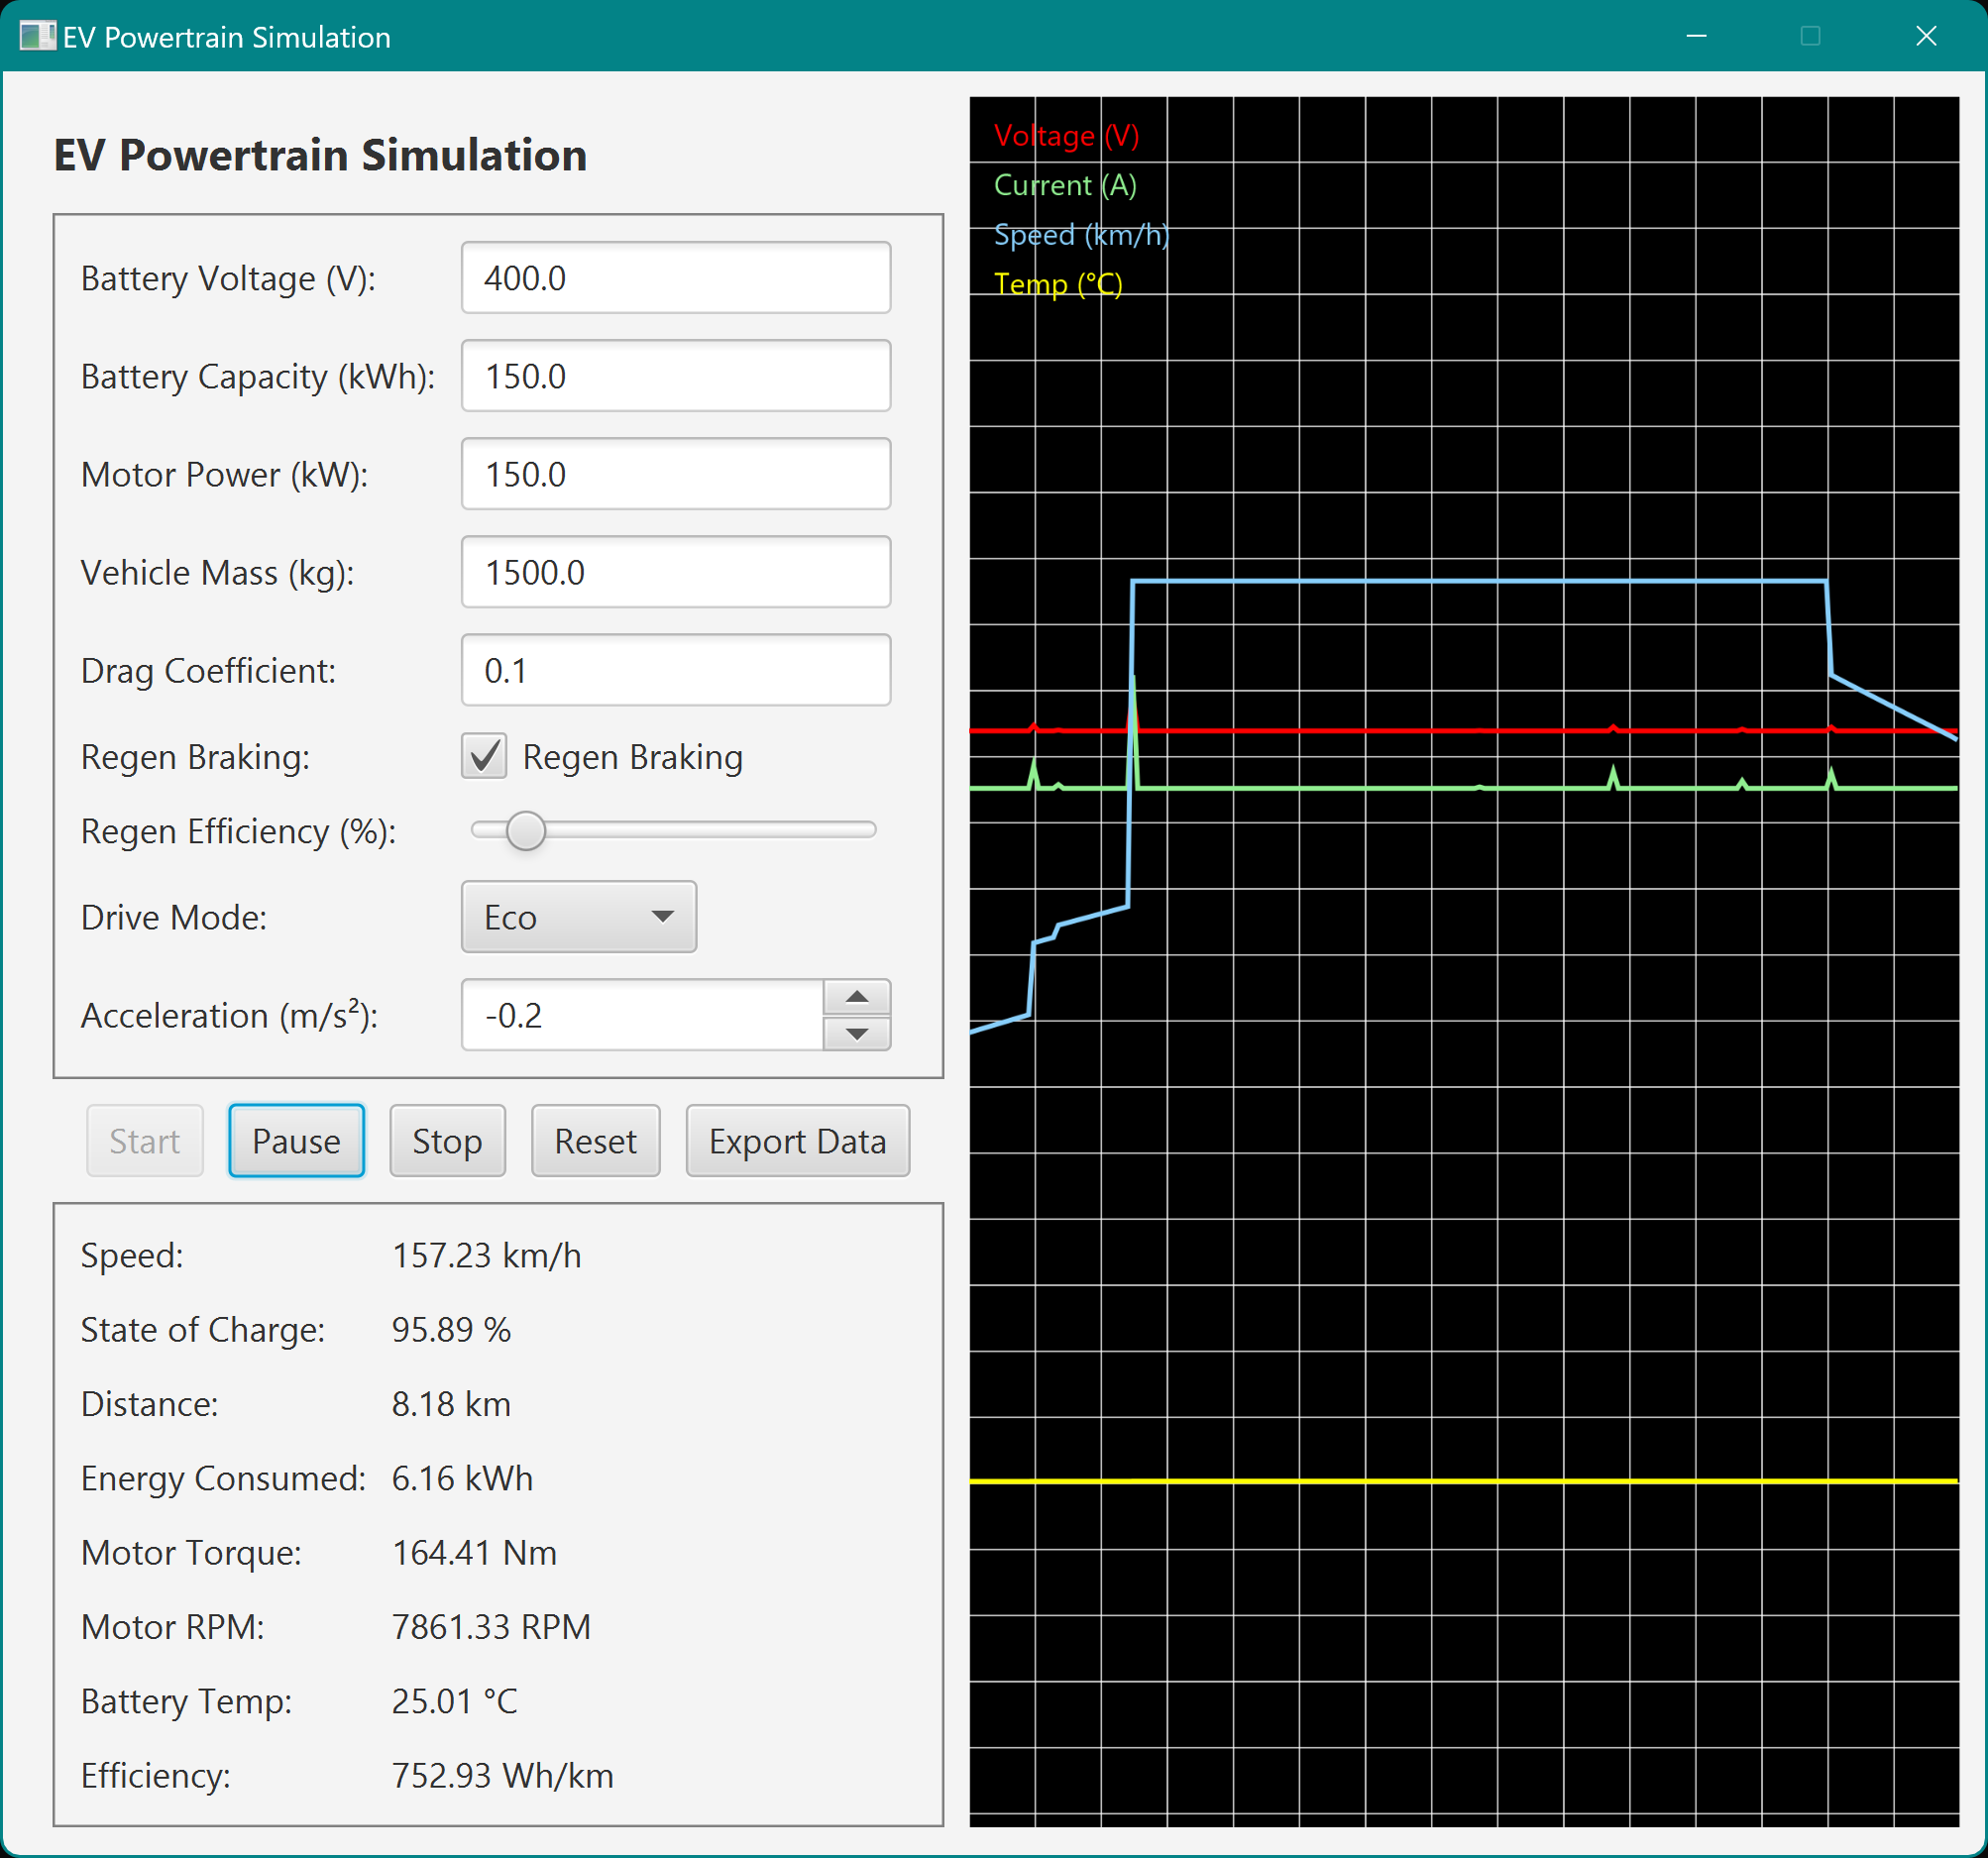 EV Powertrain Simulation
EV Powertrain Simulation
Battery Voltage (V): 400.0
Battery Capacity (kWh): 150.0
Motor Power (kW): 150.0
Vehicle Mass (kg): 1500.0
Drag Coefficient: 0.1
Regen Braking: Regen Braking
Regen Efficiency (%):
Drive Mode: Eco
Acceleration (m/s²): -0.2
Start Pause Stop Reset Export Data
Speed: 157.23 km/h
State of Charge: 95.89 %
Distance: 8.18 km
Energy Consumed: 6.16 kWh
Motor Torque: 164.41 Nm
Motor RPM: 7861.33 RPM
Battery Temp: 25.01 °C
Efficiency: 752.93 Wh/km
Voltage (V)
Current (A)
Speed (km/h)
Temp (°C)